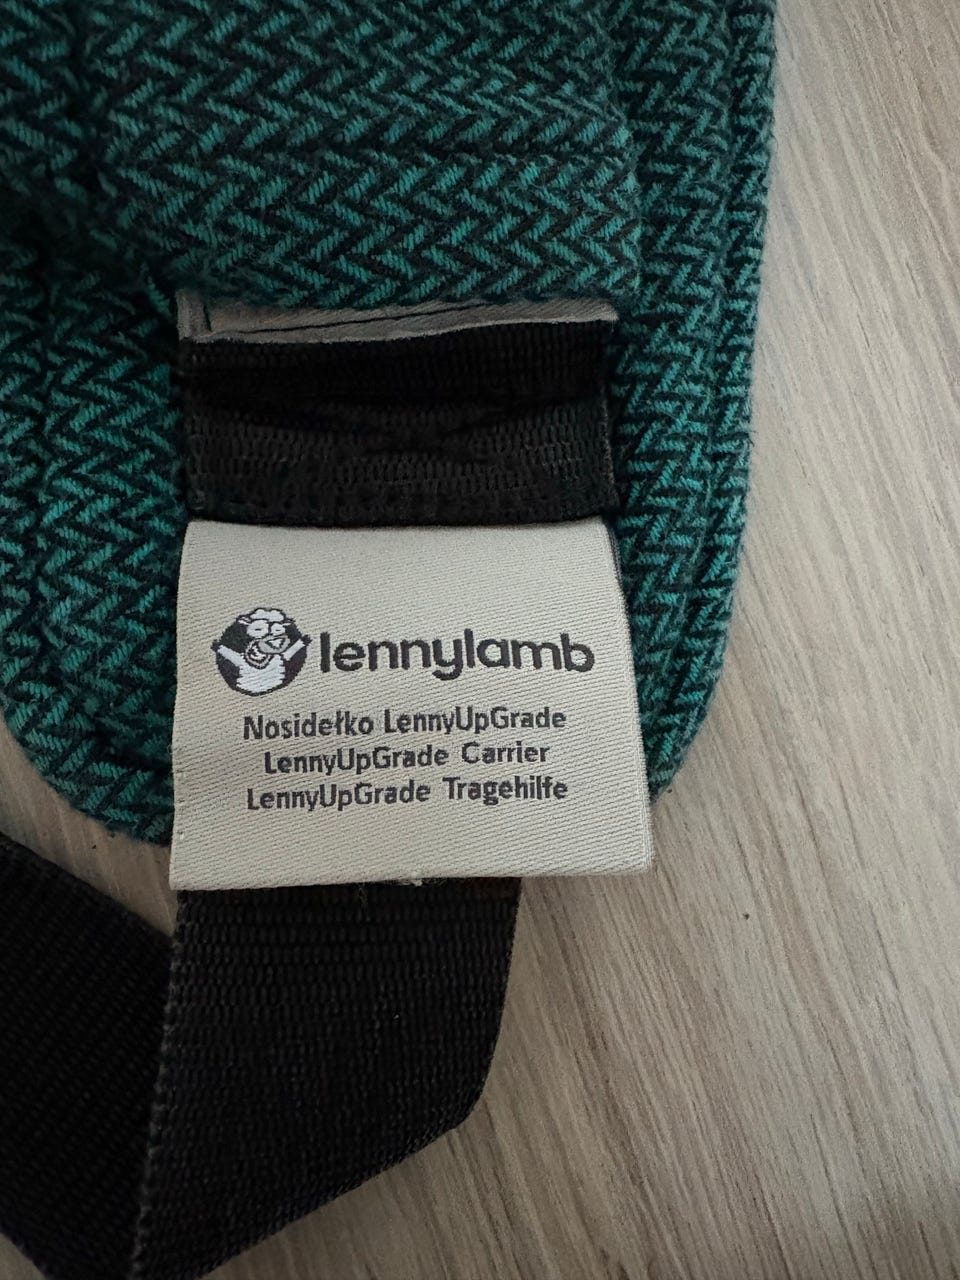 lennylamb
Nosidełko LennyUpGrade
LennyUpGrade Carrier
LennyUpGrade Tragehilfe